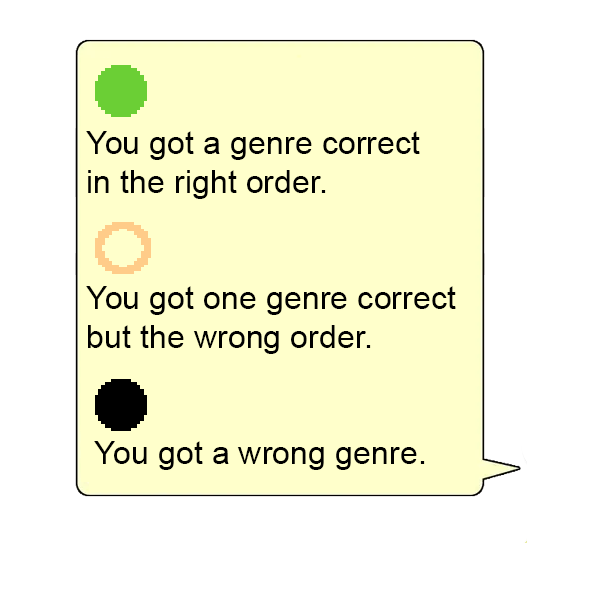 You got a genre correct
in the right order.
You got one genre correct
but the wrong order.
You got a wrong genre.